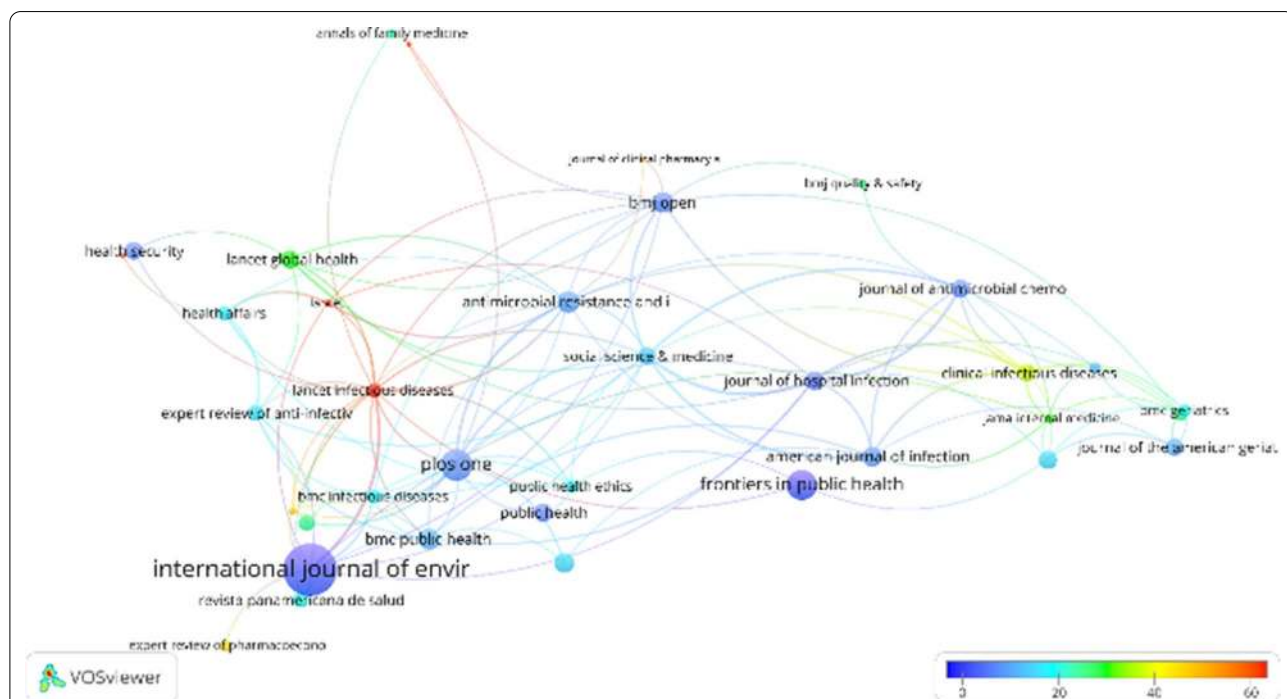 annals of family medicine
journal of clinical pharmacy a
bmj quality & safety
bmj open
health security
lancet global health
journal of antimicrobial chemo
antimicrobial resistance and i
health affairs
social science & medicine
clinical infectious diseases
journal of hospital infection
lancet infectious diseases
expert review of anti-infectiv
bmc geriatrics
jama internal medicine
journal of the american geriat
american journal of infection
plos one
frontiers in public health
public health ethics
bmc infectious diseases
public health
bmc public health
international journal of envir
revista panamericana de salud
expert review of pharmacoecono
VOSviewer
0 20 40 60